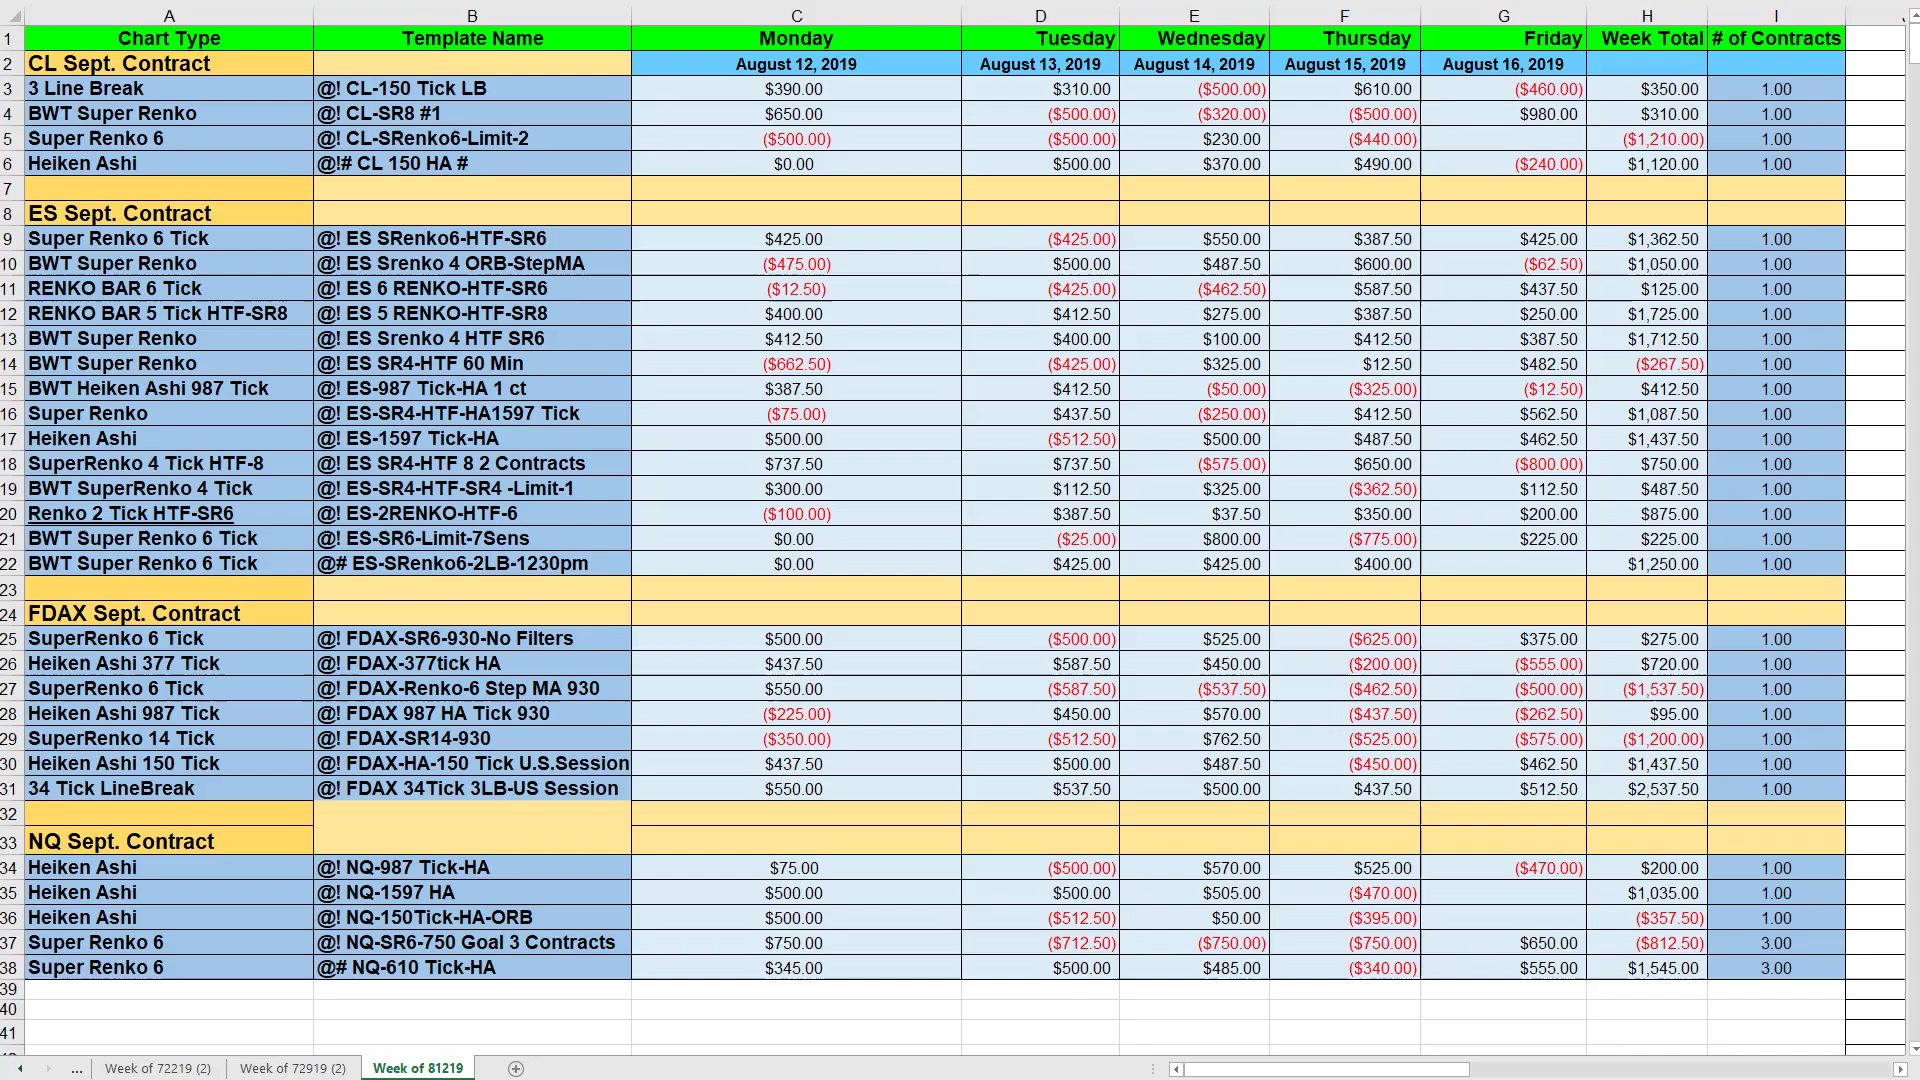 A B C D E F G H I
1 Chart Type Template Name Monday Tuesday Wednesday Thursday Friday Week Total # of Contracts
2 CL Sept. Contract August 12, 2019 August 13, 2019 August 14, 2019 August 15, 2019 August 16, 2019
3 3 Line Break @! CL-150 Tick LB $390.00 $310.00 ($500.00) $610.00 ($460.00) $350.00 1.00
4 BWT Super Renko @! CL-SR8 #1 $650.00 ($500.00) ($320.00) ($500.00) $980.00 $310.00 1.00
5 Super Renko 6 @! CL-SRenko6-Limit-2 ($500.00) ($500.00) $230.00 ($440.00) ($1,210.00) 1.00
6 Heiken Ashi @!# CL 150 HA # $0.00 $500.00 $370.00 $490.00 ($240.00) $1,120.00 1.00
7
8 ES Sept. Contract
9 Super Renko 6 Tick @! ES SRenko6-HTF-SR6 $425.00 ($425.00) $550.00 $387.50 $425.00 $1,362.50 1.00
10 BWT Super Renko @! ES Srenko 4 ORB-StepMA ($475.00) $500.00 $487.50 $600.00 ($62.50) $1,050.00 1.00
11 RENKO BAR 6 Tick @! ES 6 RENKO-HTF-SR6 ($12.50) ($425.00) ($462.50) $587.50 $437.50 $125.00 1.00
12 RENKO BAR 5 Tick HTF-SR8 @! ES 5 RENKO-HTF-SR8 $400.00 $412.50 $275.00 $387.50 $250.00 $1,725.00 1.00
13 BWT Super Renko @! ES Srenko 4 HTF SR6 $412.50 $400.00 $100.00 $412.50 $387.50 $1,712.50 1.00
14 BWT Super Renko @! ES SR4-HTF 60 Min ($662.50) ($425.00) $325.00 $12.50 $482.50 ($267.50) 1.00
15 BWT Heiken Ashi 987 Tick @! ES-987 Tick-HA 1 ct $387.50 $412.50 ($50.00) ($325.00) ($12.50) $412.50 1.00
16 Super Renko @! ES-SR4-HTF-HA1597 Tick ($75.00) $437.50 ($250.00) $412.50 $562.50 $1,087.50 1.00
17 Heiken Ashi @! ES-1597 Tick-HA $500.00 ($512.50) $500.00 $487.50 $462.50 $1,437.50 1.00
18 SuperRenko 4 Tick HTF-8 @! ES SR4-HTF 8 2 Contracts $737.50 $737.50 ($575.00) $650.00 ($800.00) $750.00 1.00
19 BWT SuperRenko 4 Tick @! ES-SR4-HTF-SR4 -Limit-1 $300.00 $112.50 $325.00 ($362.50) $112.50 $487.50 1.00
20 Renko 2 Tick HTF-SR6 @! ES-2RENKO-HTF-6 ($100.00) $387.50 $37.50 $350.00 $200.00 $875.00 1.00
21 BWT Super Renko 6 Tick @! ES-SR6-Limit-7Sens $0.00 ($25.00) $800.00 ($775.00) $225.00 $225.00 1.00
22 BWT Super Renko 6 Tick @# ES-SRenko6-2LB-1230pm $0.00 $425.00 $425.00 $400.00 $1,250.00 1.00
23
24 FDAX Sept. Contract
25 SuperRenko 6 Tick @! FDAX-SR6-930-No Filters $500.00 ($500.00) $525.00 ($625.00) $375.00 $275.00 1.00
26 Heiken Ashi 377 Tick @! FDAX-377tick HA $437.50 $587.50 $450.00 ($200.00) ($555.00) $720.00 1.00
27 SuperRenko 6 Tick @! FDAX-Renko-6 Step MA 930 $550.00 ($587.50) ($537.50) ($462.50) ($500.00) ($1,537.50) 1.00
28 Heiken Ashi 987 Tick @! FDAX 987 HA Tick 930 ($225.00) $450.00 $570.00 ($437.50) ($262.50) $95.00 1.00
29 SuperRenko 14 Tick @! FDAX-SR14-930 ($350.00) ($512.50) $762.50 ($525.00) ($575.00) ($1,200.00) 1.00
30 Heiken Ashi 150 Tick @! FDAX-HA-150 Tick U.S.Session $437.50 $500.00 $487.50 ($450.00) $462.50 $1,437.50 1.00
31 34 Tick LineBreak @! FDAX 34Tick 3LB-US Session $550.00 $537.50 $500.00 $437.50 $512.50 $2,537.50 1.00
32
33 NQ Sept. Contract
34 Heiken Ashi @! NQ-987 Tick-HA $75.00 ($500.00) $570.00 $525.00 ($470.00) $200.00 1.00
35 Heiken Ashi @! NQ-1597 HA $500.00 $500.00 $505.00 ($470.00) $1,035.00 1.00
36 Heiken Ashi @! NQ-150Tick-HA-ORB $500.00 ($512.50) $50.00 ($395.00) ($357.50) 1.00
37 Super Renko 6 @! NQ-SR6-750 Goal 3 Contracts $750.00 ($712.50) ($750.00) ($750.00) $650.00 ($812.50) 3.00
38 Super Renko 6 @# NQ-610 Tick-HA $345.00 $500.00 $485.00 ($340.00) $555.00 $1,545.00 3.00
39
40
41
... Week of 72219 (2) Week of 72919 (2) Week of 81219